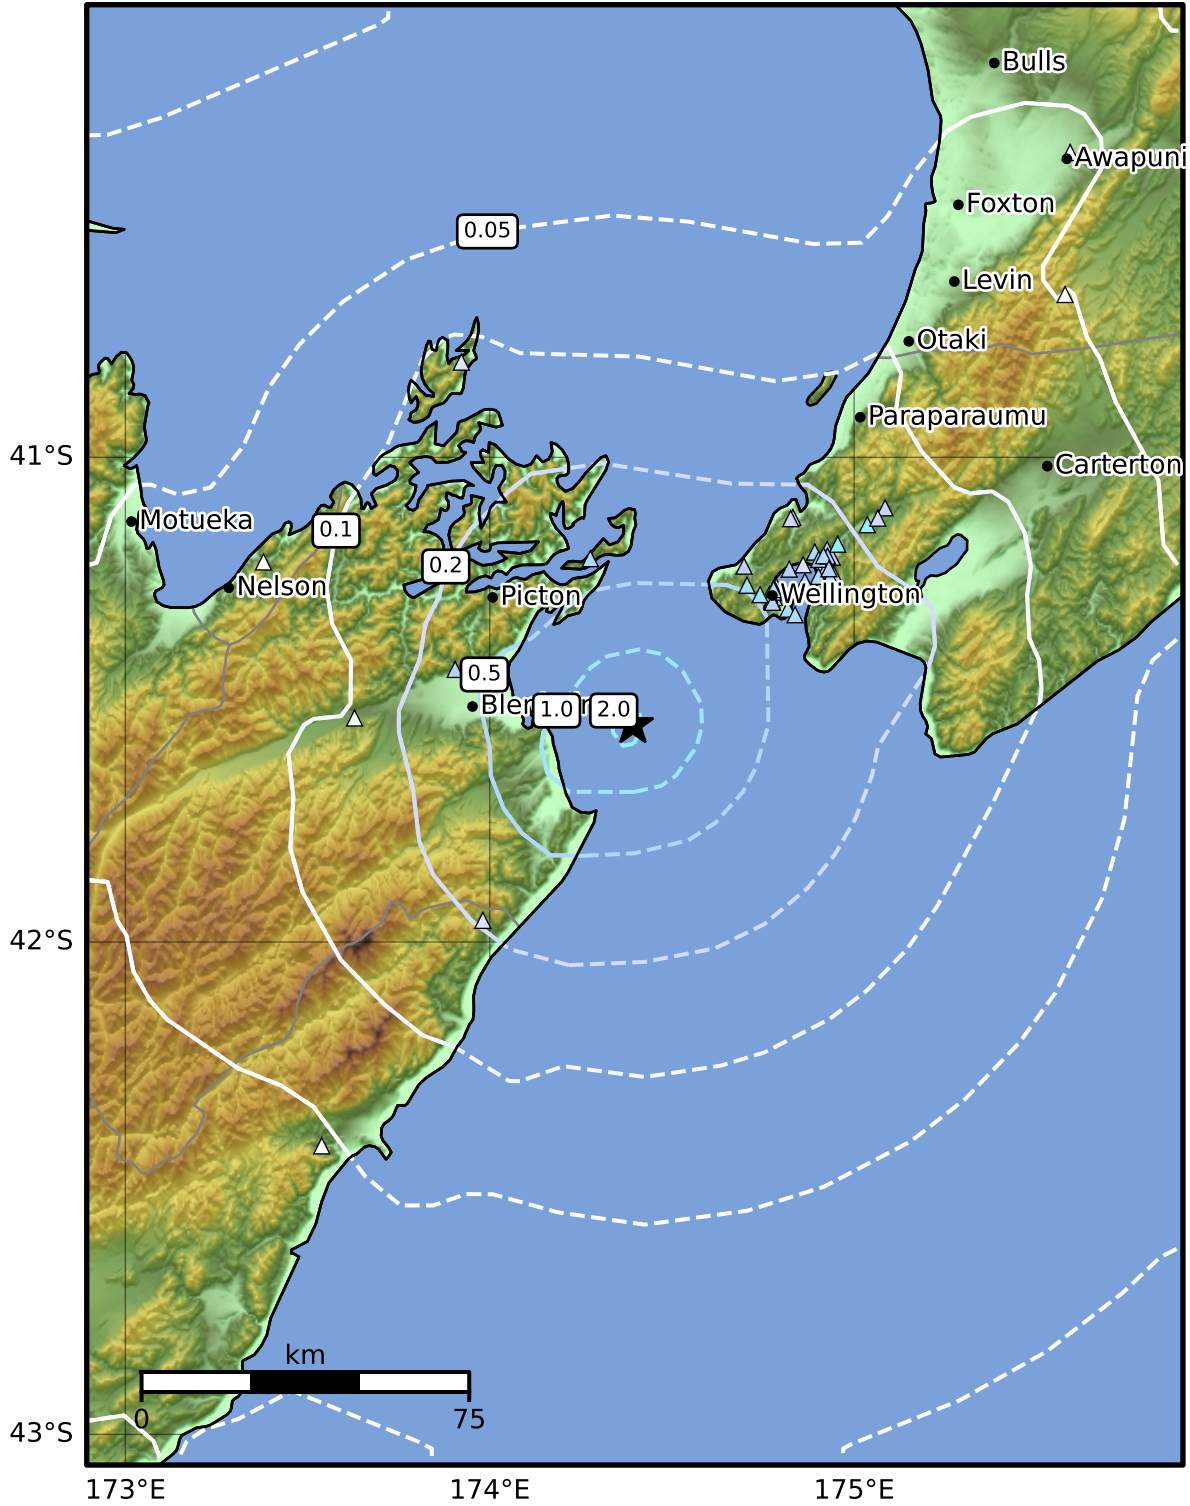 Bulls
Awapuni
Foxton
0.05
Levin
Otaki
Paraparaumu
41°S
Carterton
Motueka
0.1
0.2
Nelson
Picton
Wellington
0.5
1.0
2.0
42°S
km
0
75
43°S
173°E
174°E
175°E